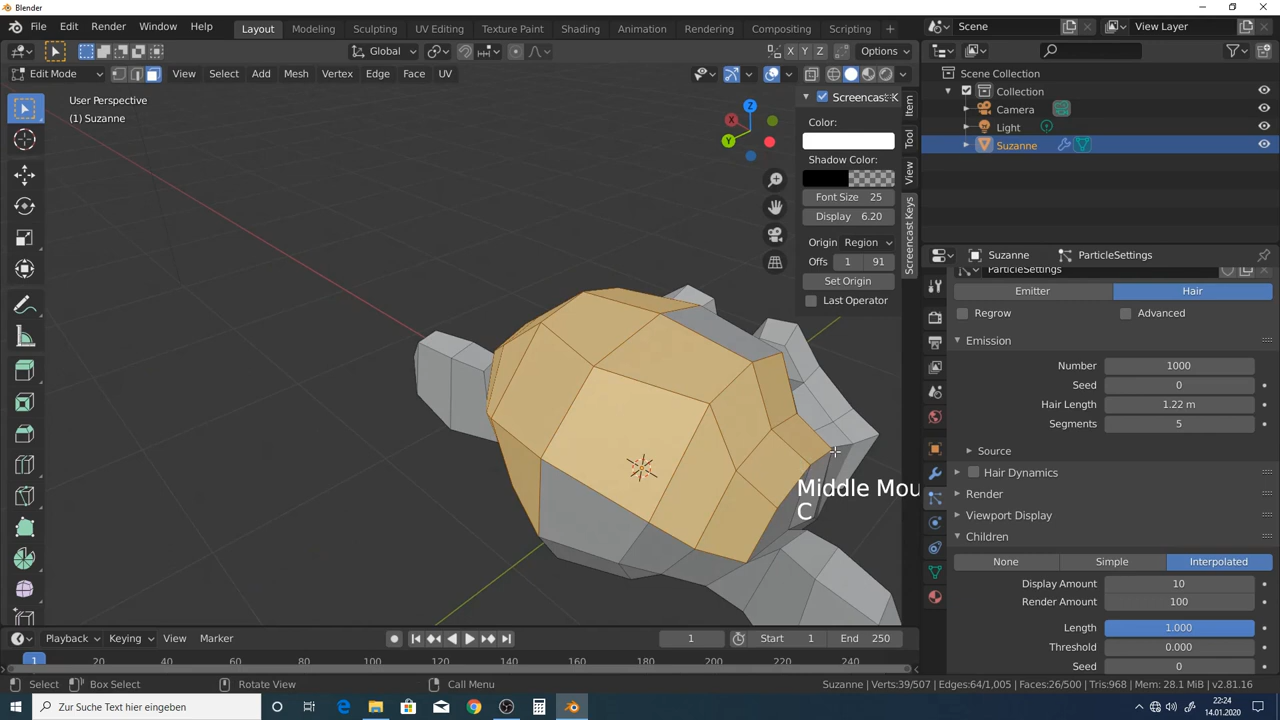 Blender
File Edit Render Window Help
Layout Modeling Sculpting UV Editing Texture Paint Shading Animation Rendering Compositing Scripting
Scene
View Layer
Global
X Y Z Options
Edit Mode View Select Add Mesh Vertex Edge Face UV
User Perspective
(1) Suzanne
Z
X
Y
Screencast K
Color:
Shadow Color:
Font Size 25
Display 6.20
Origin Region
Offs 1 91
Set Origin
Last Operator
Item
Tool
View
Screencast Keys
Middle Mou
C
Scene Collection
Collection
Camera
Light
Suzanne
Suzanne ParticleSettings
ParticleSettings
Emitter Hair
Regrow Advanced
Emission
Number 1000
Seed 0
Hair Length 1.22 m
Segments 5
Source
Hair Dynamics
Render
Viewport Display
Children
None Simple Interpolated
Display Amount 10
Render Amount 100
Length 1.000
Threshold 0.000
Seed 0
Playback Keying View Marker
1
Start 1 End 250
1 20 40 60 80 100 120 140 160 180 200 220 240
Select Box Select Rotate View Call Menu
Suzanne | Verts:39/507 | Edges:64/1,005 | Faces:26/500 | Tris:968 | Mem: 28.1 MiB | v2.81.16
Zur Suche Text hier eingeben
22:24
14.01.2020